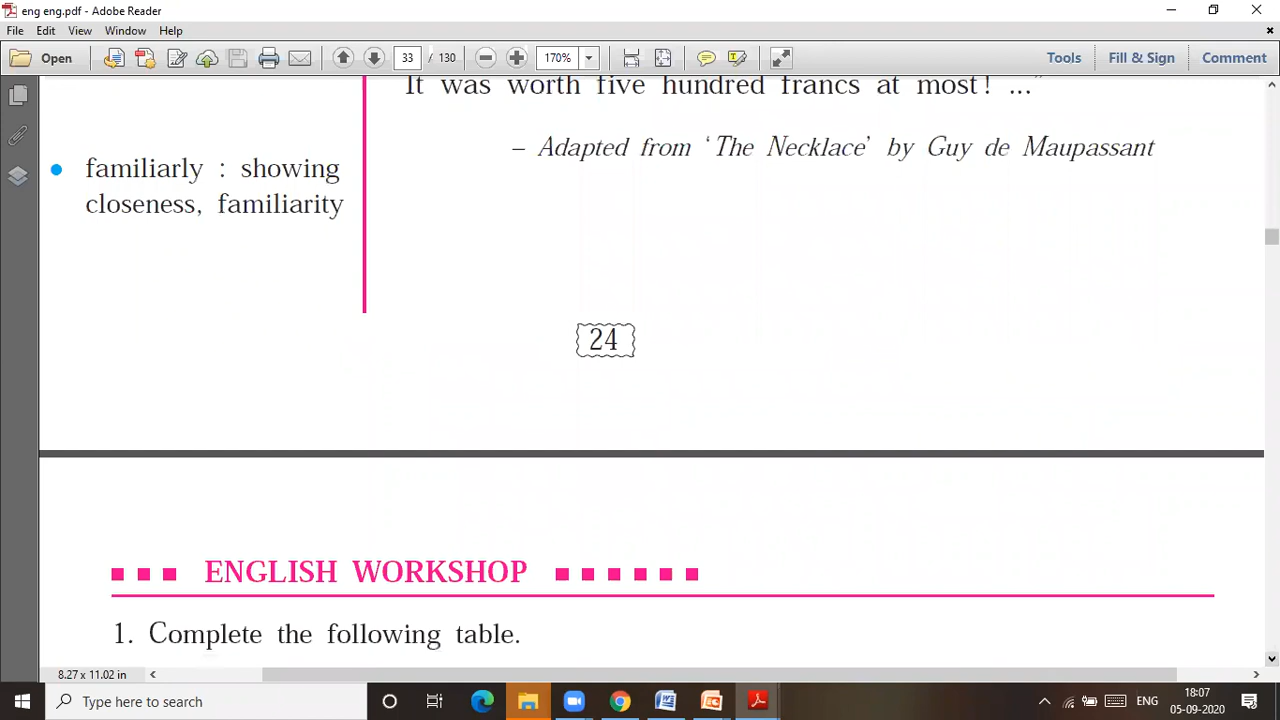 eng eng.pdf - Adobe Reader
File Edit View Window Help
Open 33 / 130 170% Tools Fill & Sign Comment
It was worth five hundred francs at most! ..."
– Adapted from 'The Necklace' by Guy de Maupassant
• familiarly : showing
closeness, familiarity
24
ENGLISH WORKSHOP
1. Complete the following table.
8.27 x 11.02 in
Type here to search
ENG
18:07
05-09-2020